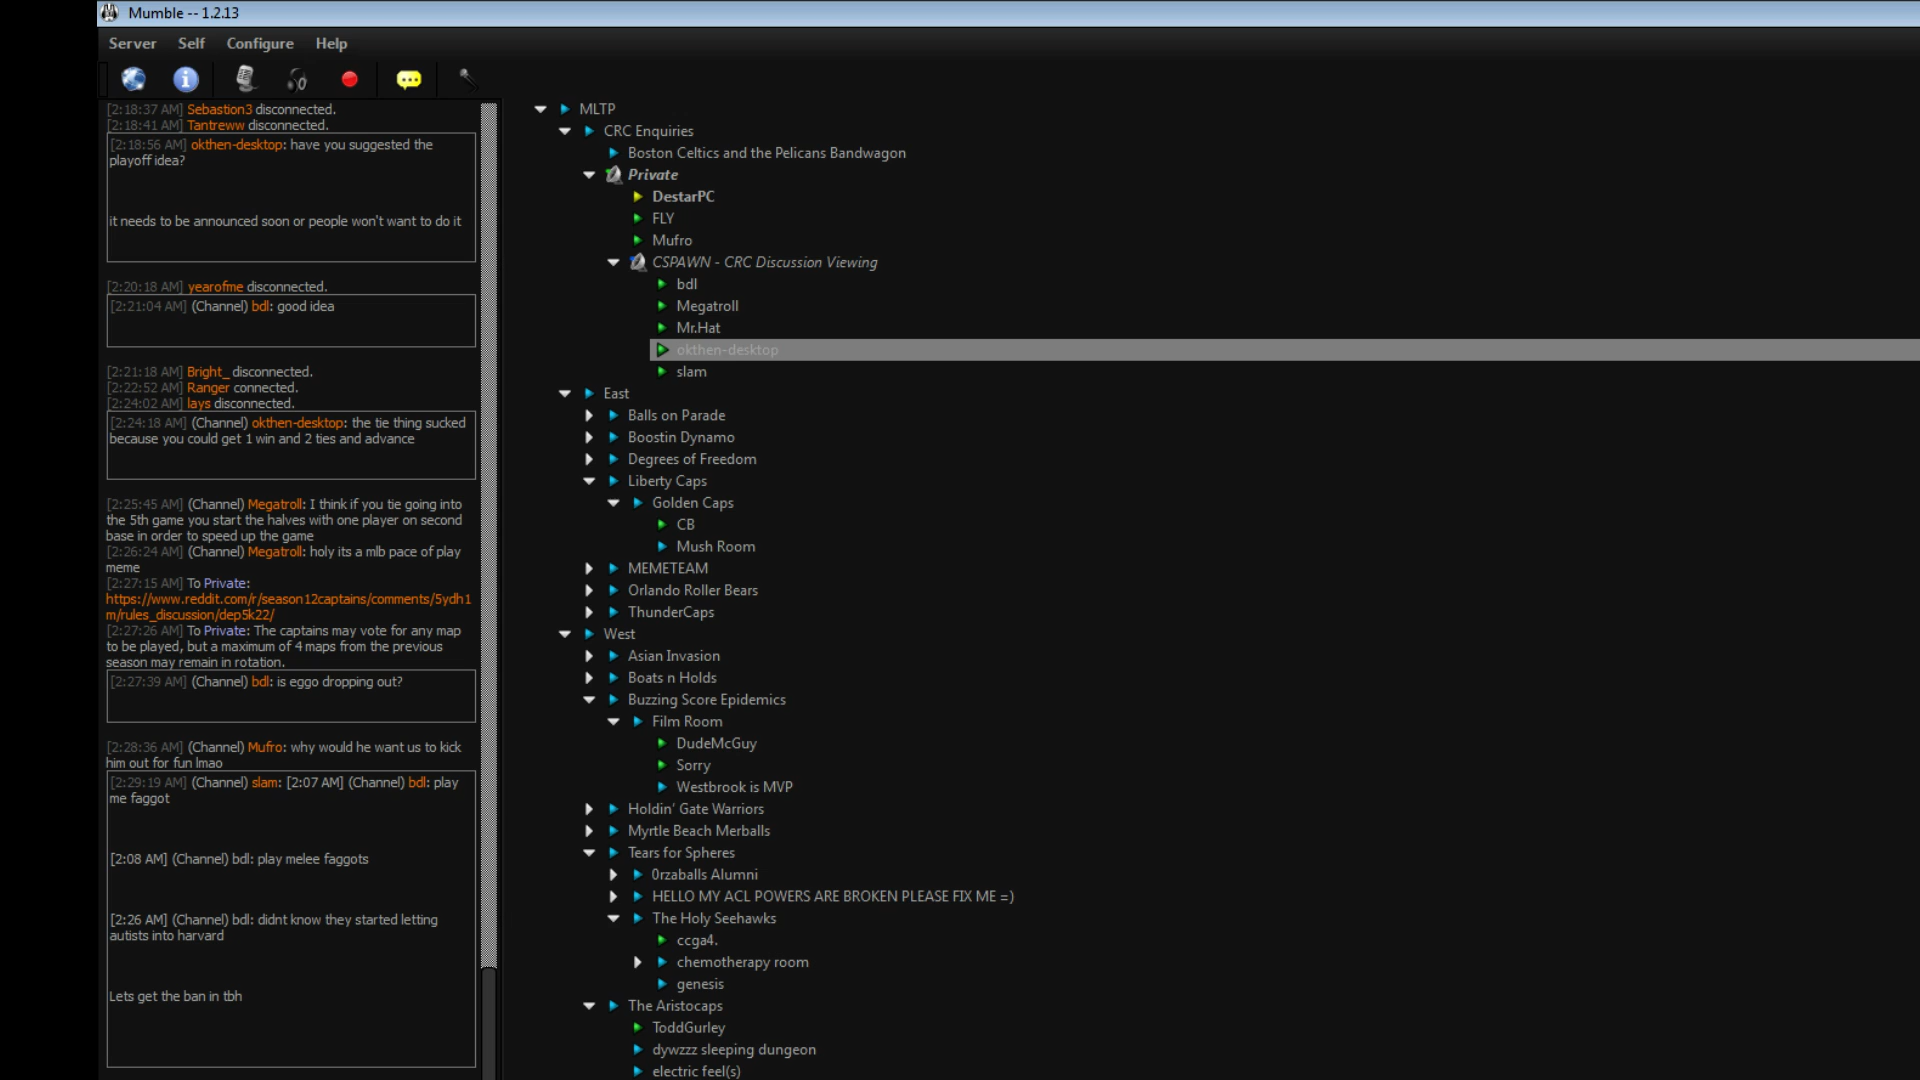 Mumble -- 1.2.13
Server Self Configure Help
[2:18:37 AM] Sebastion3 disconnected.
[2:18:41 AM] Tantreww disconnected.
[2:18:56 AM] okthen-desktop: have you suggested the
playoff idea?
it needs to be announced soon or people won't want to do it
[2:20:18 AM] yearofme disconnected.
[2:21:04 AM] (Channel) bdl: good idea
[2:21:18 AM] Bright_ disconnected.
[2:22:52 AM] Ranger connected.
[2:24:02 AM] lays disconnected.
[2:24:18 AM] (Channel) okthen-desktop: the tie thing sucked
because you could get 1 win and 2 ties and advance
[2:25:45 AM] (Channel) Megatroll: I think if you tie going into
the 5th game you start the halves with one player on second
base in order to speed up the game
[2:26:24 AM] (Channel) Megatroll: holy its a mlb pace of play
meme
[2:27:15 AM] To Private:
https://www.reddit.com/r/season12captains/comments/5ydh1
m/rules_discussion/dep5k22/
[2:27:26 AM] To Private: The captains may vote for any map
to be played, but a maximum of 4 maps from the previous
season may remain in rotation.
[2:27:39 AM] (Channel) bdl: is eggo dropping out?
[2:28:36 AM] (Channel) Mufro: why would he want us to kick
him out for fun lmao
[2:29:19 AM] (Channel) slam: [2:07 AM] (Channel) bdl: play
me faggot
[2:08 AM] (Channel) bdl: play melee faggots
[2:26 AM] (Channel) bdl: didnt know they started letting
autists into harvard
Lets get the ban in tbh
MLTP
CRC Enquiries
Boston Celtics and the Pelicans Bandwagon
Private
DestarPC
FLY
Mufro
CSPAWN - CRC Discussion Viewing
bdl
Megatroll
Mr.Hat
okthen-desktop
slam
East
Balls on Parade
Boostin Dynamo
Degrees of Freedom
Liberty Caps
Golden Caps
CB
Mush Room
MEMETEAM
Orlando Roller Bears
ThunderCaps
West
Asian Invasion
Boats n Holds
Buzzing Score Epidemics
Film Room
DudeMcGuy
Sorry
Westbrook is MVP
Holdin' Gate Warriors
Myrtle Beach Merballs
Tears for Spheres
0rzaballs Alumni
HELLO MY ACL POWERS ARE BROKEN PLEASE FIX ME =)
The Holy Seehawks
ccga4.
chemotherapy room
genesis
The Aristocaps
ToddGurley
dywzzz sleeping dungeon
electric feel(s)